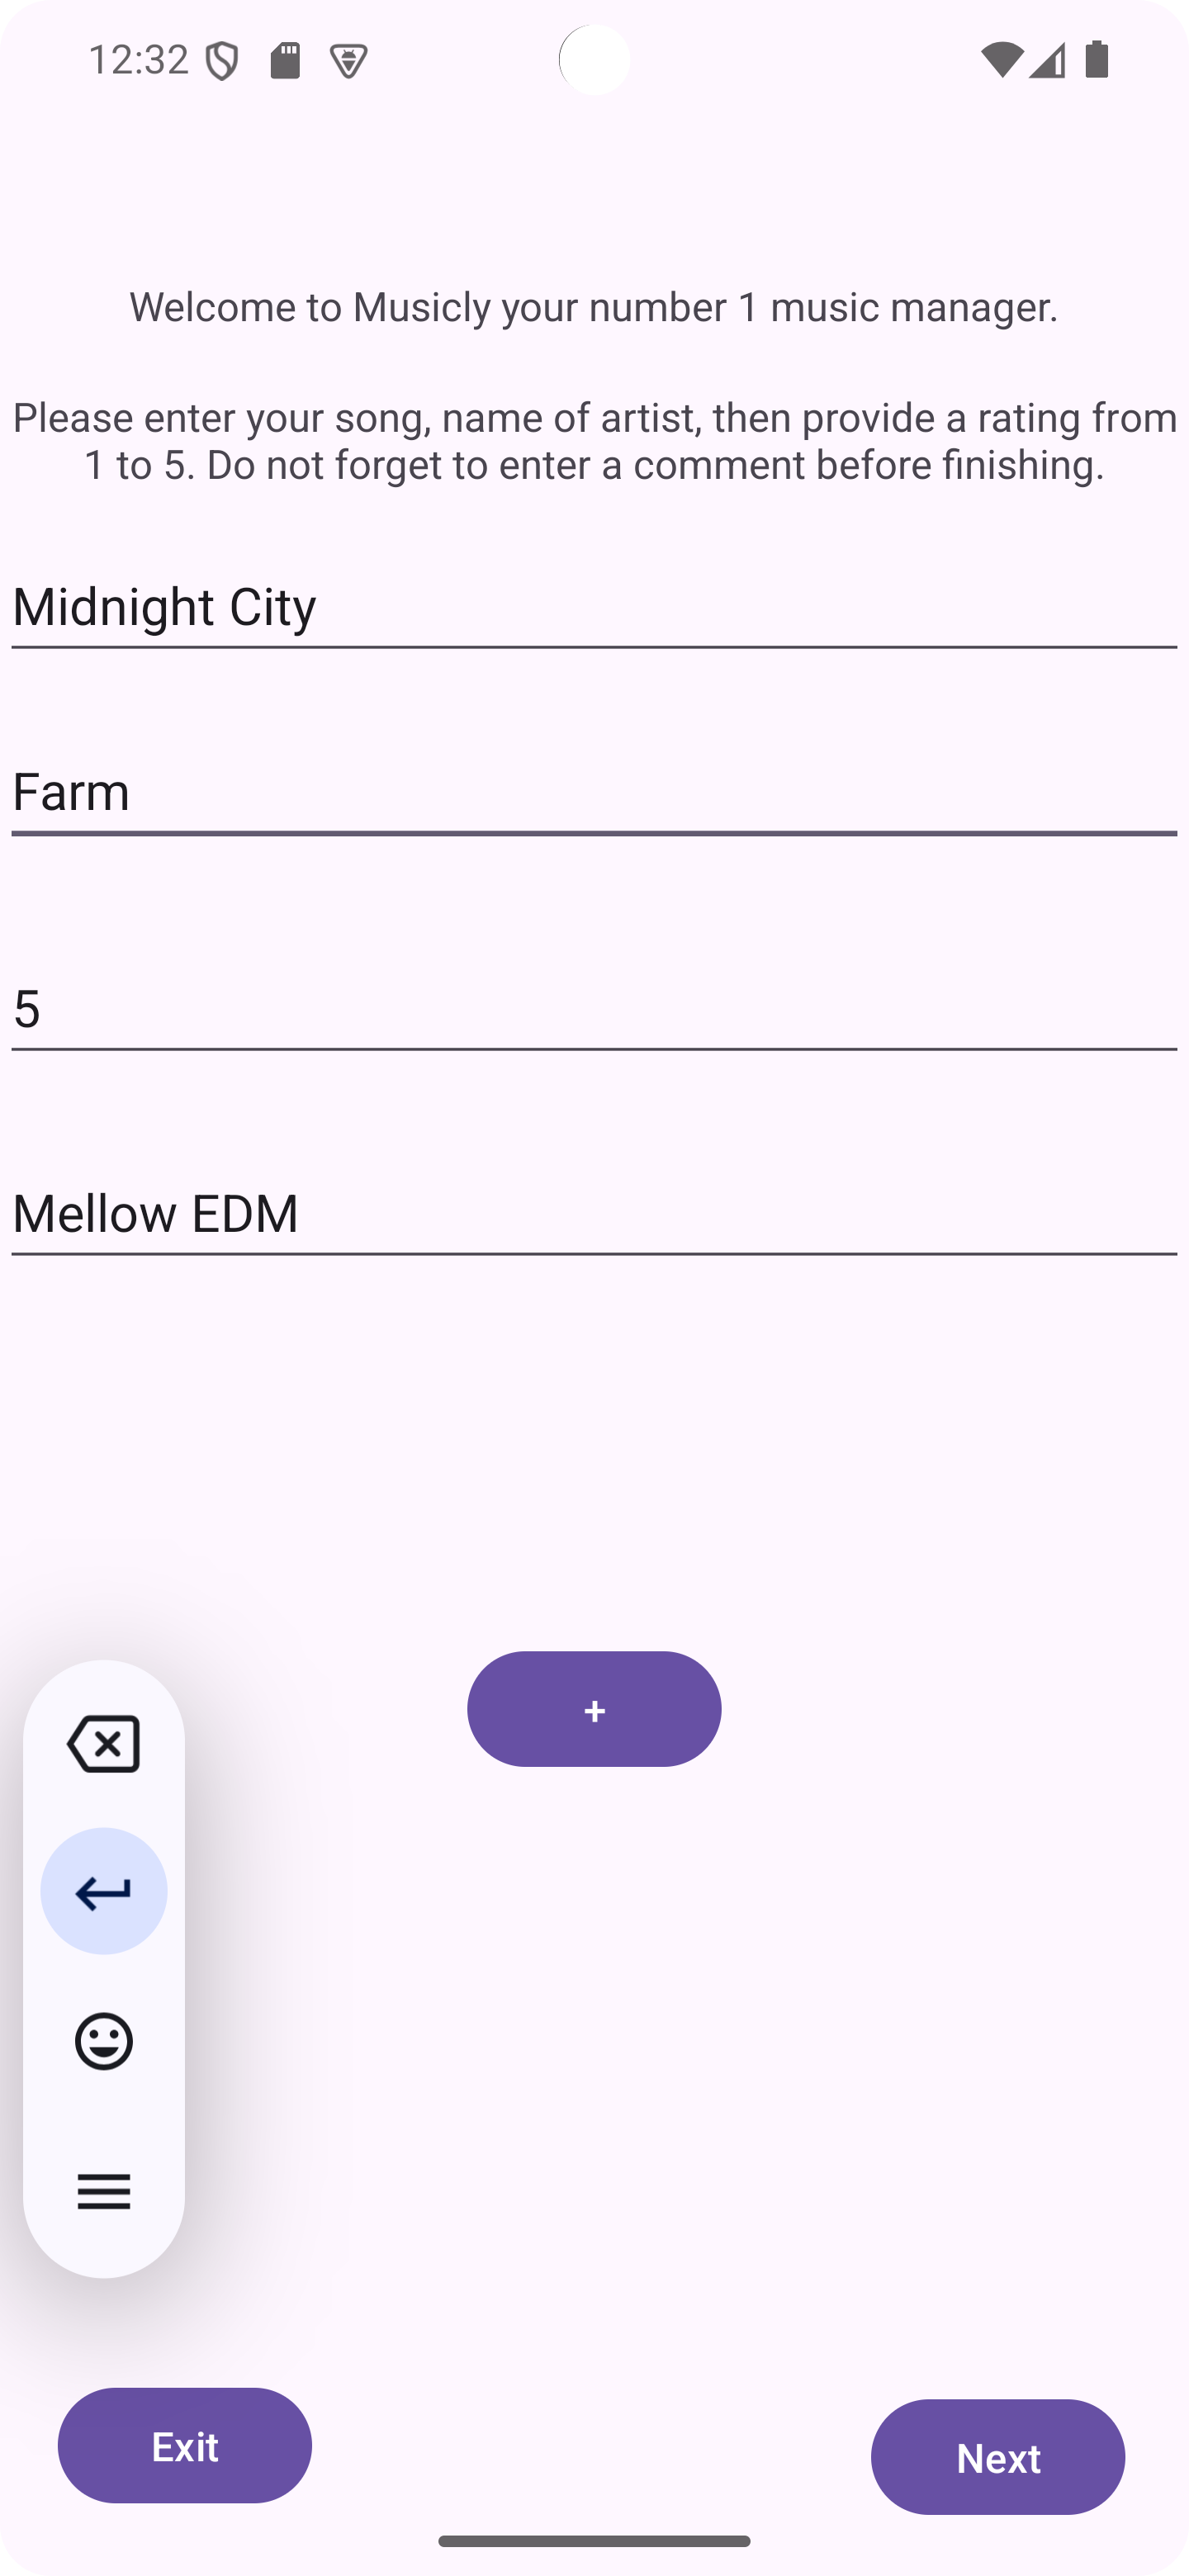 12:32
Welcome to Musicly your number 1 music manager.
Please enter your song, name of artist, then provide a rating from
1 to 5. Do not forget to enter a comment before finishing.
Midnight City
Farm
5
Mellow EDM
+
Exit
Next